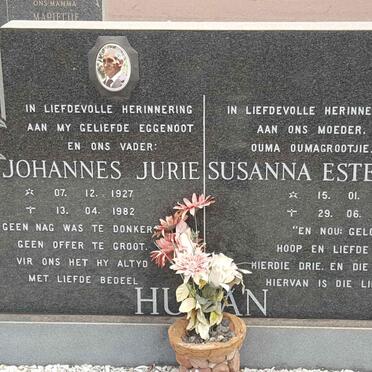 ONS MAMMA
MARIETJIE
IN LIEFDEVOLLE HERINNERING
AAN MY GELIEFDE EGGENOOT
EN ONS VADER:
JOHANNES JURIE
07. 12. 1927
13. 04. 1982
GEEN NAG WAS TE DONKER
GEEN OFFER TE GROOT.
VIR ONS HET HY ALTYD
MET LIEFDE BEDEEL
IN LIEFDEVOLLE HERINNE
AAN ONS MOEDER,
OUMA OUMAGROOTJIE.
SUSANNA ESTE
15. 01.
29. 06.
"EN NOU: GELO
HOOP EN LIEFDE
HIERDIE DRIE. EN DIE
HIERVAN IS DIE LI
HU AN